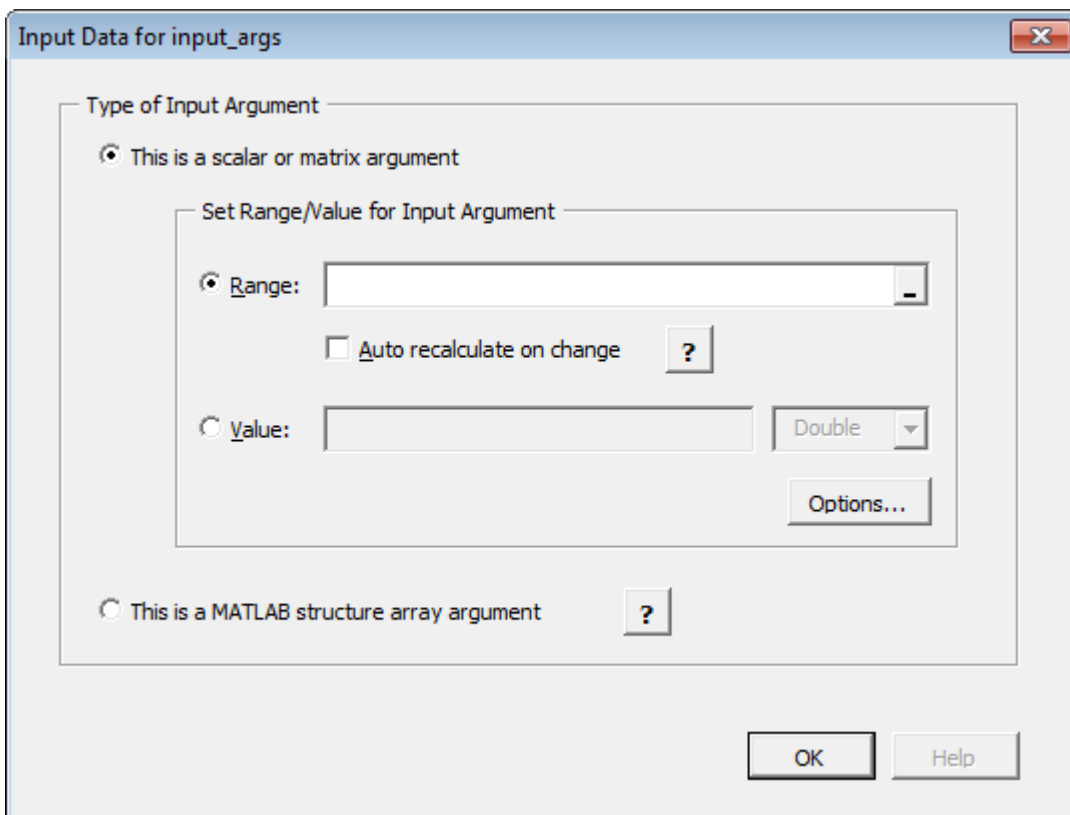 Input Data for input_args
Type of Input Argument
This is a scalar or matrix argument
Set Range/Value for Input Argument
Range:
Auto recalculate on change ?
Value: Double
Options...
This is a MATLAB structure array argument ?
OK Help